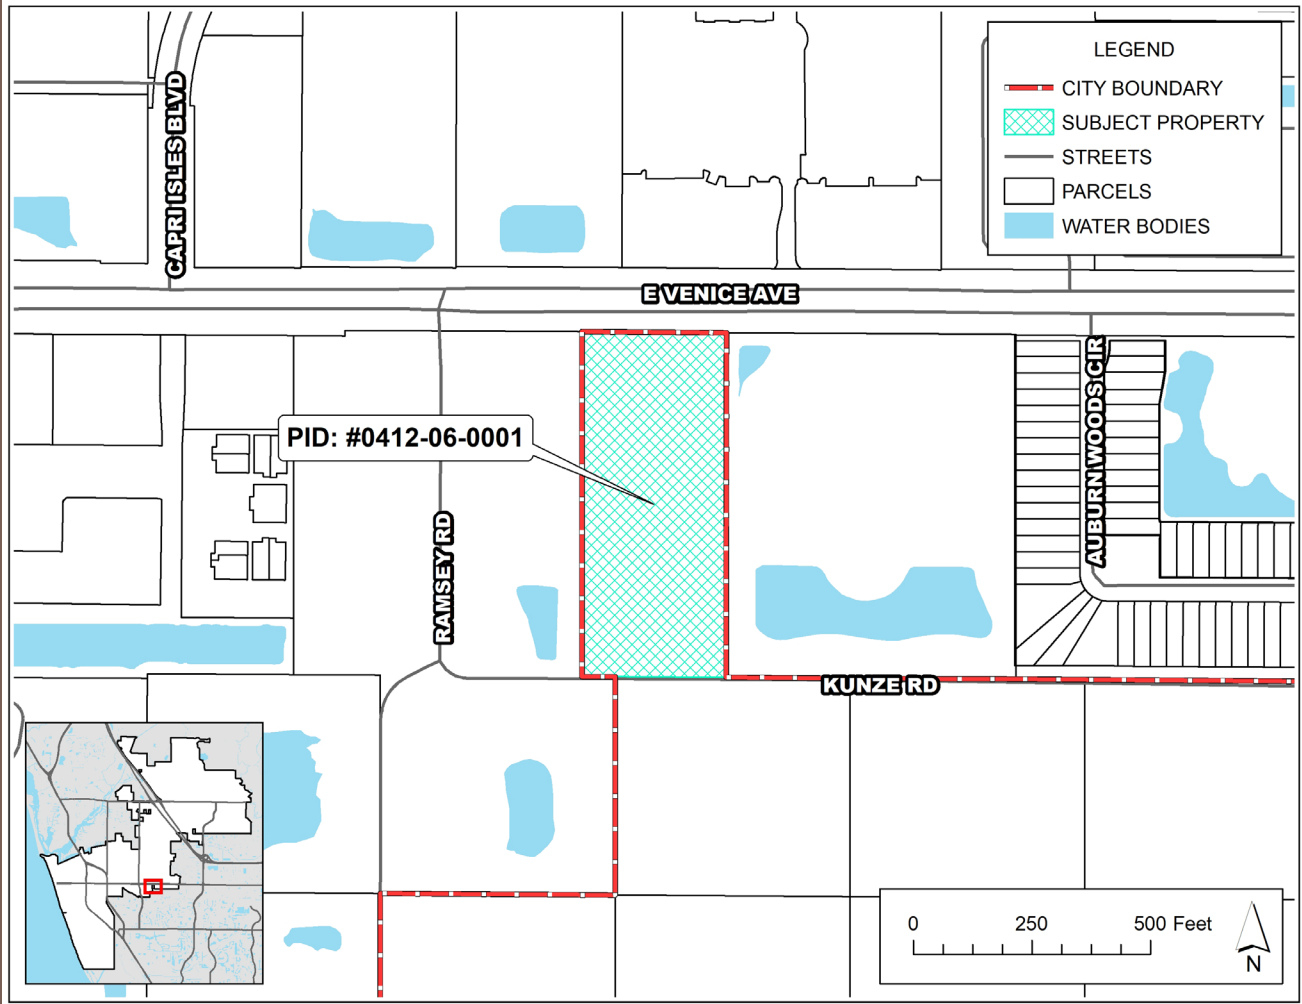 LEGEND
CITY BOUNDARY
SUBJECT PROPERTY
STREETS
PARCELS
WATER BODIES
CAPRI ISLES BLVD
E VENICE AVE
AUBURN WOODS CIR
PID: #0412-06-0001
RAMSEY RD
KUNZE RD
0 250 500 Feet
N